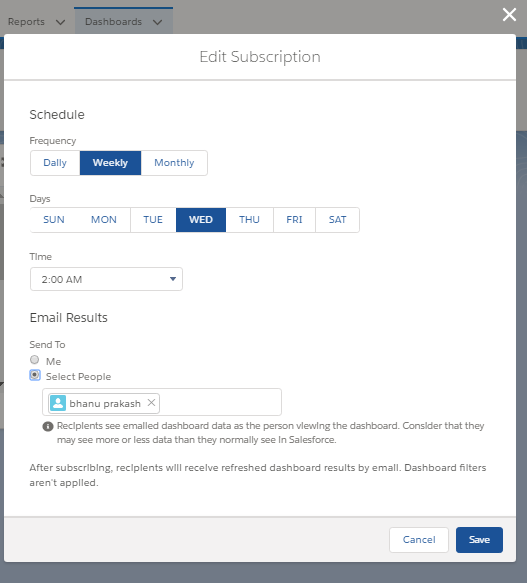 Reports
Dashboards
Edit Subscription
Schedule
Frequency
Daily Weekly Monthly
Days
SUN MON TUE WED THU FRI SAT
Time
2:00 AM
Email Results
Send To
Me
Select People
bhanu prakash
Recipients see emailed dashboard data as the person viewing the dashboard. Consider that they
may see more or less data than they normally see in Salesforce.
After subscribing, recipients will receive refreshed dashboard results by email. Dashboard filters
aren't applied.
Cancel Save